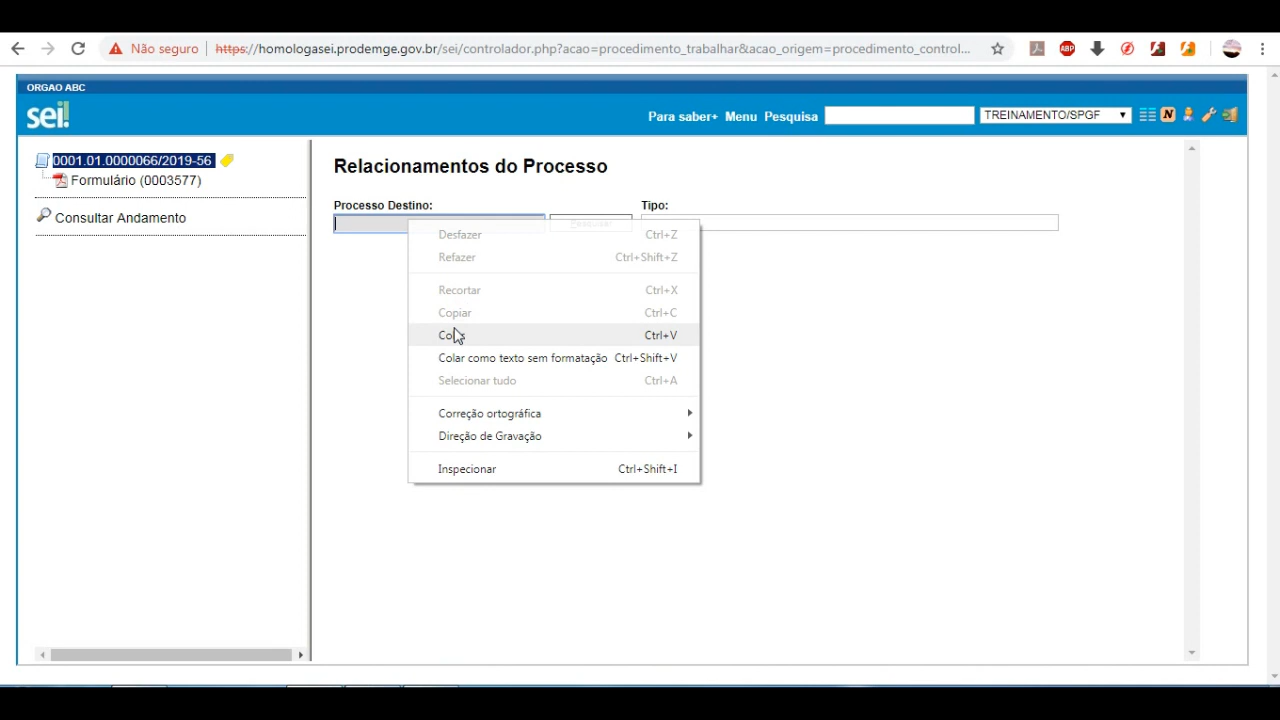 Não seguro
https://homologasei.prodemge.gov.br/sei/controlador.php?acao=procedimento_trabalhar&acao_origem=procedimento_control...
ABP
ORGAO ABC
sei!
Para saber+ Menu Pesquisa
TREINAMENTO/SPGF
N
0001.01.0000066/2019-56
Formulário (0003577)
Consultar Andamento
Relacionamentos do Processo
Processo Destino:
Tipo:
Pesquisar
Desfazer Ctrl+Z
Refazer Ctrl+Shift+Z
Recortar Ctrl+X
Copiar Ctrl+C
Colar Ctrl+V
Colar como texto sem formatação Ctrl+Shift+V
Selecionar tudo Ctrl+A
Correção ortográfica
Direção de Gravação
Inspecionar Ctrl+Shift+I